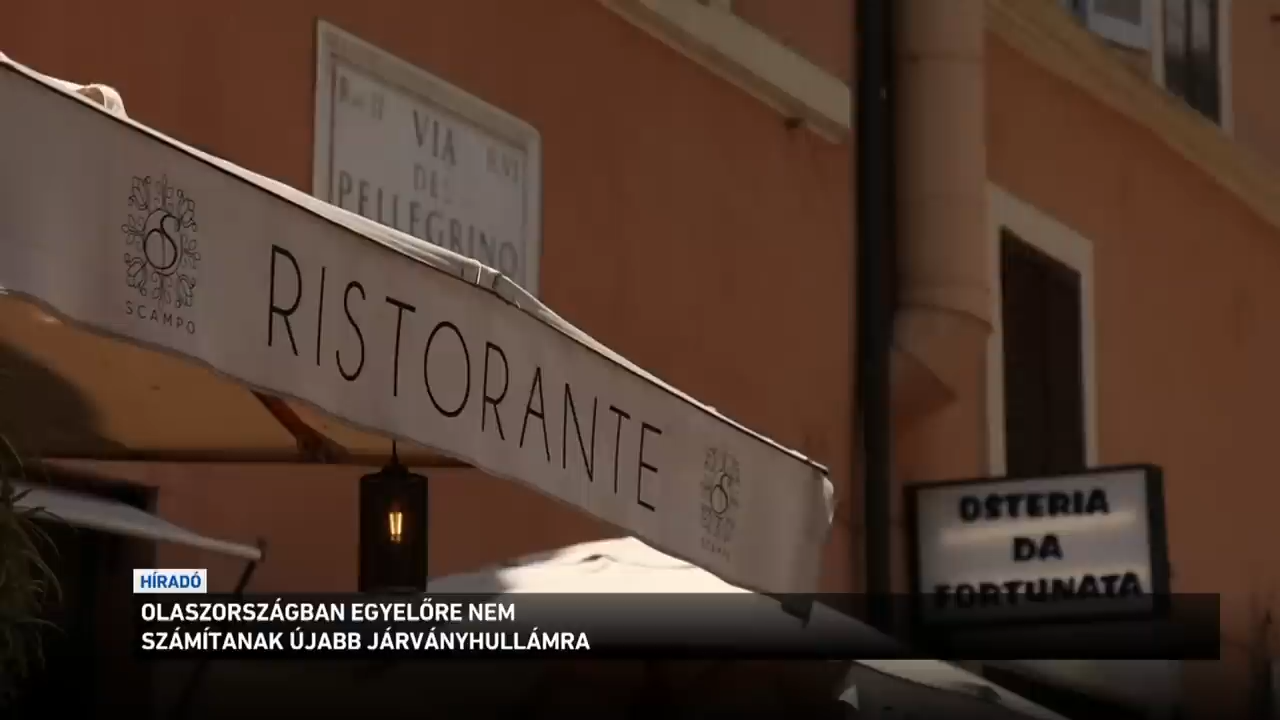 VIA
DEL
PELLEGRINO
SCAMPO
RISTORANTE
OSTERIA
DA
FORTUNATA
HÍRADÓ
OLASZORSZÁGBAN EGYELŐRE NEM
SZÁMÍTANAK ÚJABB JÁRVÁNYHULLÁMRA